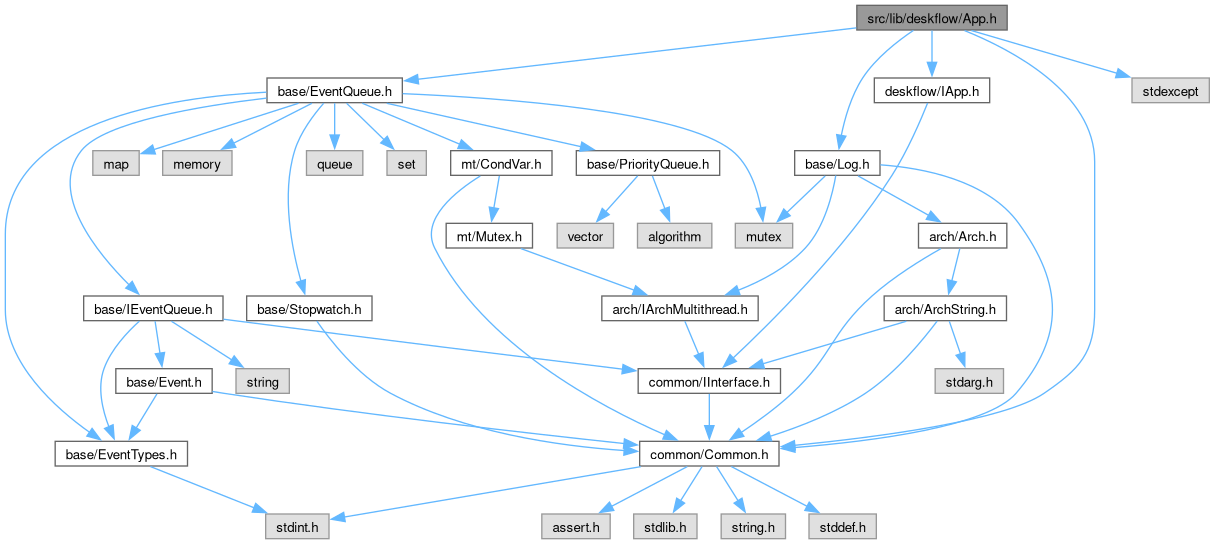 src/lib/deskflow/App.h
base/EventQueue.h
deskflow/IApp.h
stdexcept
map
memory
queue
set
mt/CondVar.h
base/PriorityQueue.h
base/Log.h
mt/Mutex.h
vector
algorithm
mutex
arch/Arch.h
base/IEventQueue.h
base/Stopwatch.h
arch/IArchMultithread.h
arch/ArchString.h
base/Event.h
string
common/IInterface.h
stdarg.h
base/EventTypes.h
common/Common.h
stdint.h
assert.h
stdlib.h
string.h
stddef.h